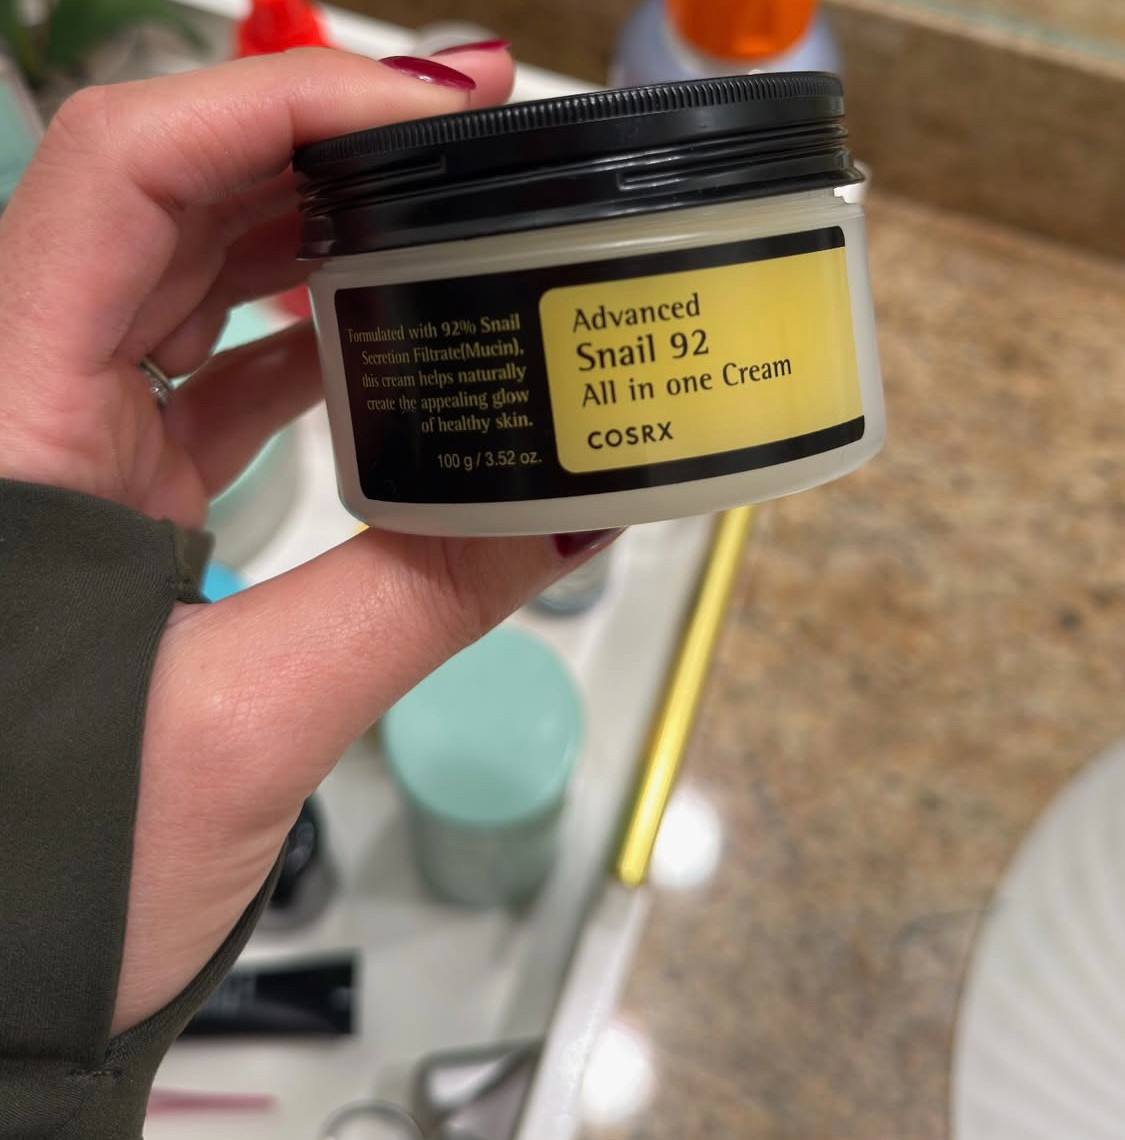 Formulated with 92% Snail
Secretion Filtrate(Mucin),
this cream helps naturally
create the appealing glow
of healthy skin.
100 g / 3.52 oz.
Advanced
Snail 92
All in one Cream
COSRX